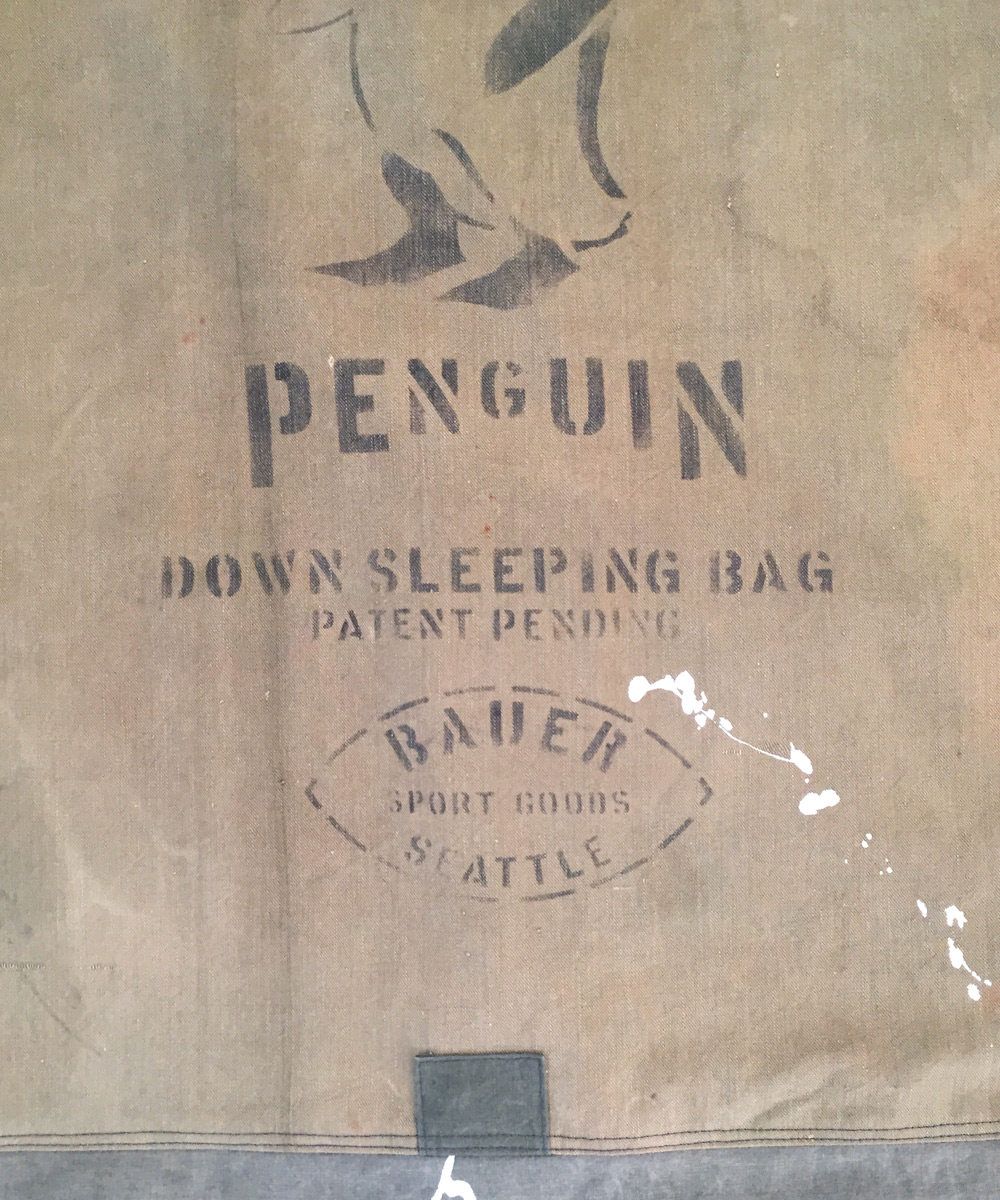 PENGUIN
DOWN SLEEPING BAG
PATENT PENDING
BAUER
SPORT GOODS
SEATTLE